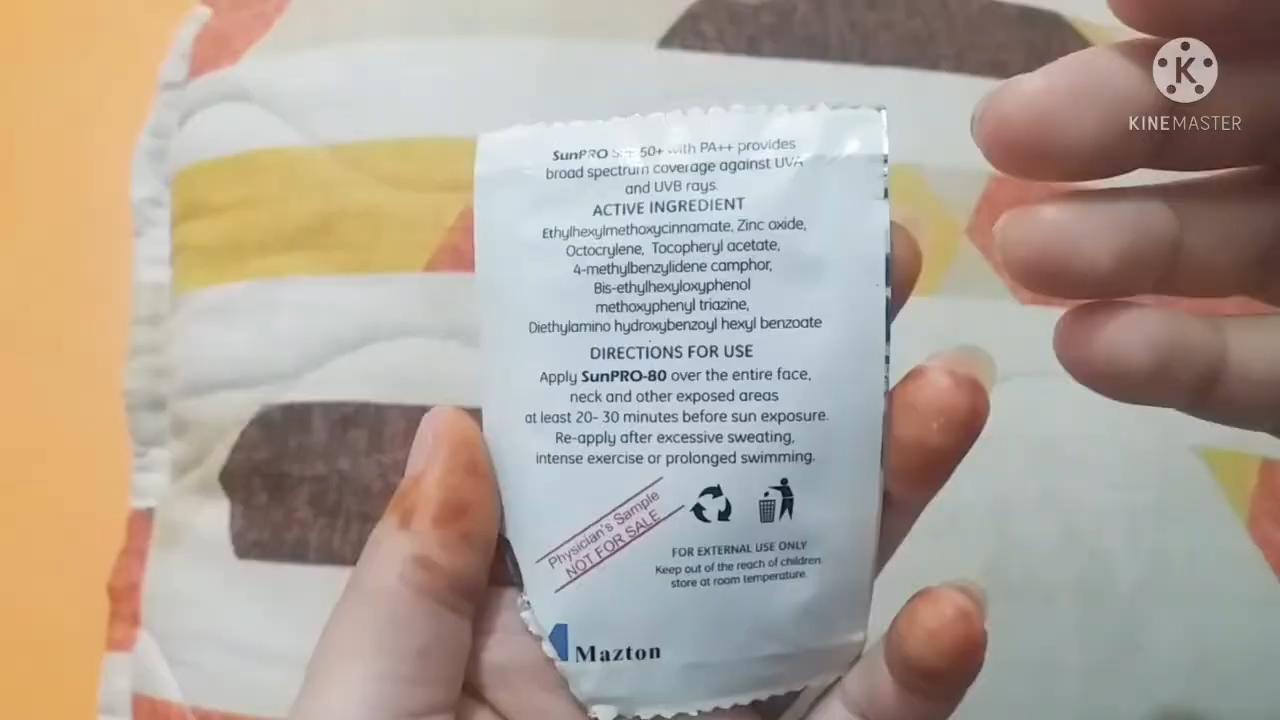 SunPRO SPF 50+ with PA++ provides
broad spectrum coverage against UVA
and UVB rays.
ACTIVE INGREDIENT
Ethylhexylmethoxycinnamate, Zinc oxide,
Octocrylene, Tocopheryl acetate,
4-methylbenzylidene camphor,
Bis-ethylhexyloxyphenol
methoxyphenyl triazine,
Diethylamino hydroxybenzoyl hexyl benzoate
DIRECTIONS FOR USE
Apply SunPRO-80 over the entire face,
neck and other exposed areas
at least 20- 30 minutes before sun exposure.
Re-apply after excessive sweating,
intense exercise or prolonged swimming.
Physician's Sample
NOT FOR SALE
FOR EXTERNAL USE ONLY
Keep out of the reach of children
store at room temperature.
Mazton
K
KINEMASTER